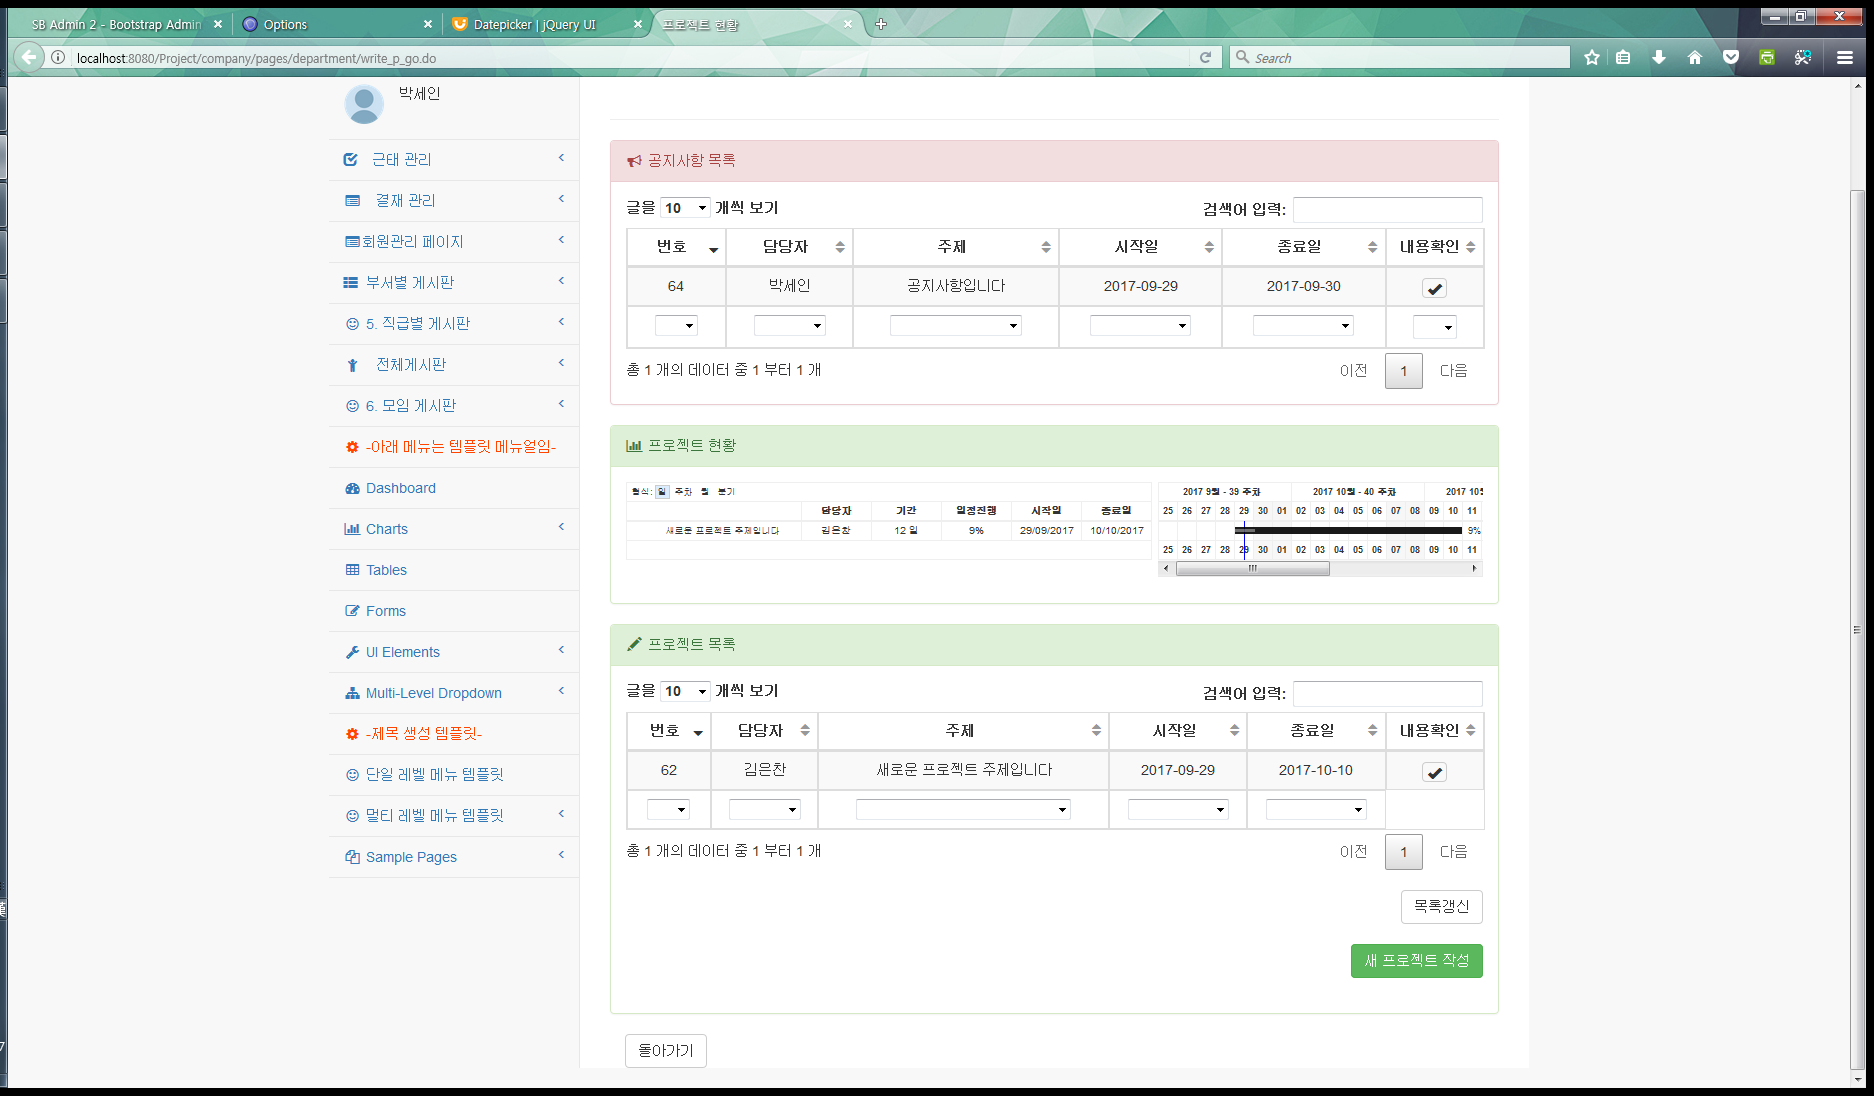 SB Admin 2 - Bootstrap Admin
Options
Datepicker | jQuery UI
프로젝트 현황
localhost:8080/Project/company/pages/department/write_p_go.do
Search
박세인
근태 관리
결재 관리
회원관리 페이지
부서별 게시판
5. 직급별 게시판
전체게시판
6. 모임 게시판
-아래 메뉴는 템플릿 메뉴얼임-
Dashboard
Charts
Tables
Forms
UI Elements
Multi-Level Dropdown
-제목 생성 템플릿-
단일 레벨 메뉴 템플릿
멀티 레벨 메뉴 템플릿
Sample Pages
공지사항 목록
글을 10 개씩 보기 검색어 입력:
번호 담당자 주제 시작일 종료일 내용확인
64 박세인 공지사항입니다 2017-09-29 2017-09-30
총 1 개의 데이터 중 1 부터 1 개 이전 1 다음
프로젝트 현황
형식: 일 주차 월 분기 2017 9월 - 39 주차 2017 10월 - 40 주차 2017 10월
담당자 기간 일정진행 시작일 종료일 25 26 27 28 29 30 01 02 03 04 05 06 07 08 09 10 11
새로운 프로젝트 주제입니다 김은찬 12 일 9% 29/09/2017 10/10/2017 9%
25 26 27 28 29 30 01 02 03 04 05 06 07 08 09 10 11
프로젝트 목록
글을 10 개씩 보기 검색어 입력:
번호 담당자 주제 시작일 종료일 내용확인
62 김은찬 새로운 프로젝트 주제입니다 2017-09-29 2017-10-10
총 1 개의 데이터 중 1 부터 1 개 이전 1 다음
목록갱신
새 프로젝트 작성
돌아가기